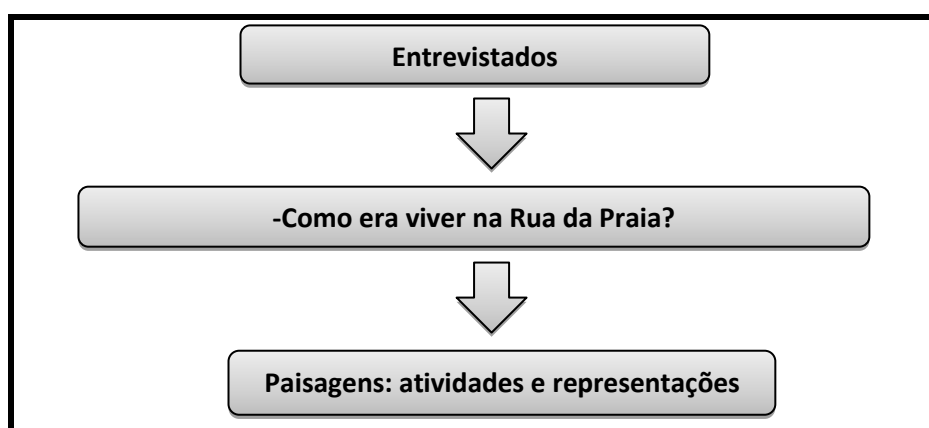 Entrevistados
-Como era viver na Rua da Praia?
Paisagens: atividades e representações